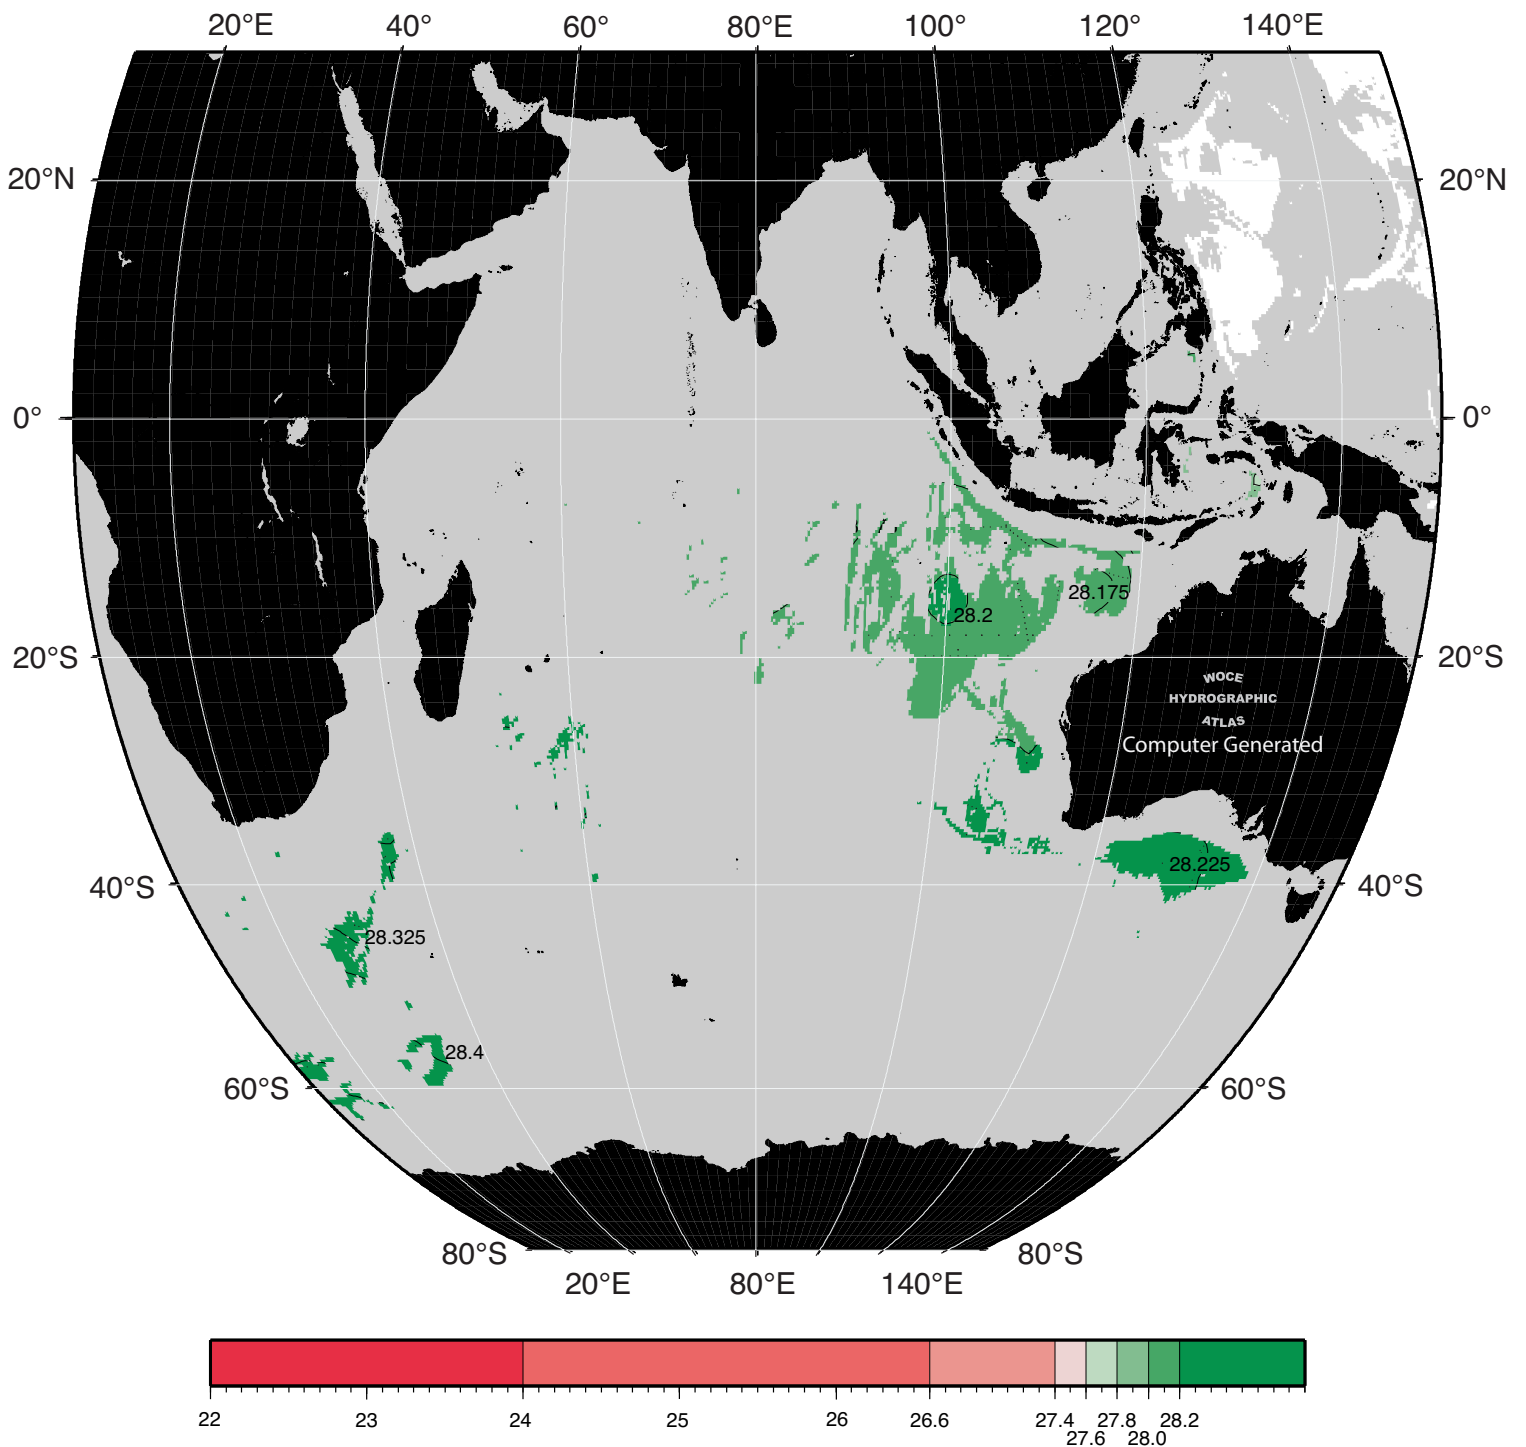 20°E 40° 60° 80°E 100° 120° 140°E
20°N 20°N
0° 0°
28.175
28.2
20°S 20°S
WOCE
HYDROGRAPHIC
ATLAS
Computer Generated
28.225
40°S 40°S
28.325
28.4
60°S 60°S
80°S 80°S
20°E 80°E 140°E
22 23 24 25 26 26.6 27.4 27.8 28.2
27.6 28.0